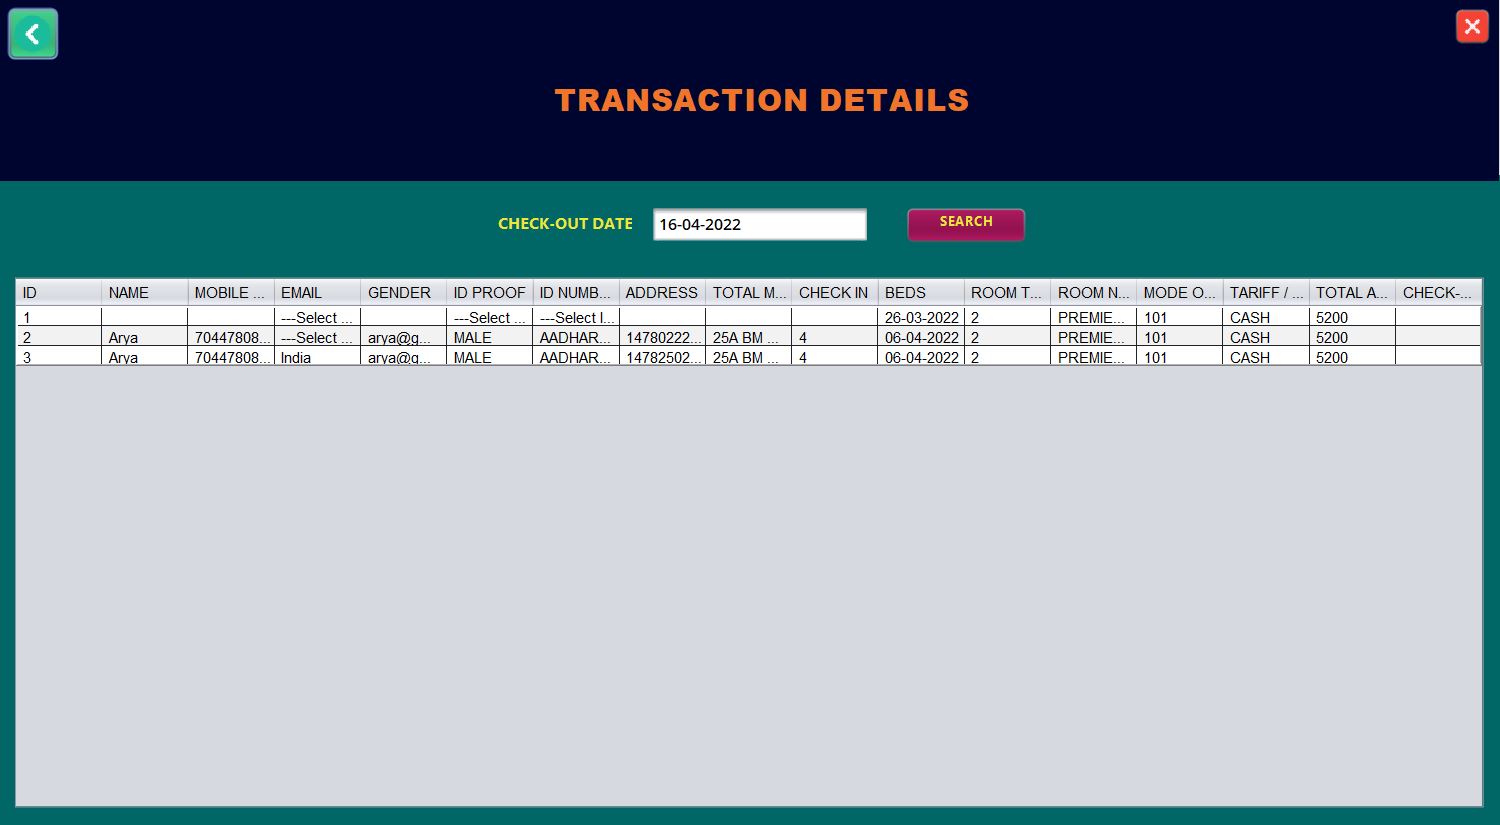 TRANSACTION DETAILS
CHECK-OUT DATE 16-04-2022 SEARCH
ID NAME MOBILE ... EMAIL GENDER ID PROOF ID NUMB... ADDRESS TOTAL M... CHECK IN BEDS ROOM T... ROOM N... MODE O... TARIFF / ... TOTAL A... CHECK-...
1 ---Select ... ---Select ... ---Select I... 26-03-2022 2 PREMIE... 101 CASH 5200
2 Arya 70447808... ---Select ... arya@g... MALE AADHAR... 14780222... 25A BM ... 4 06-04-2022 2 PREMIE... 101 CASH 5200
3 Arya 70447808... India arya@g... MALE AADHAR... 14782502... 25A BM ... 4 06-04-2022 2 PREMIE... 101 CASH 5200